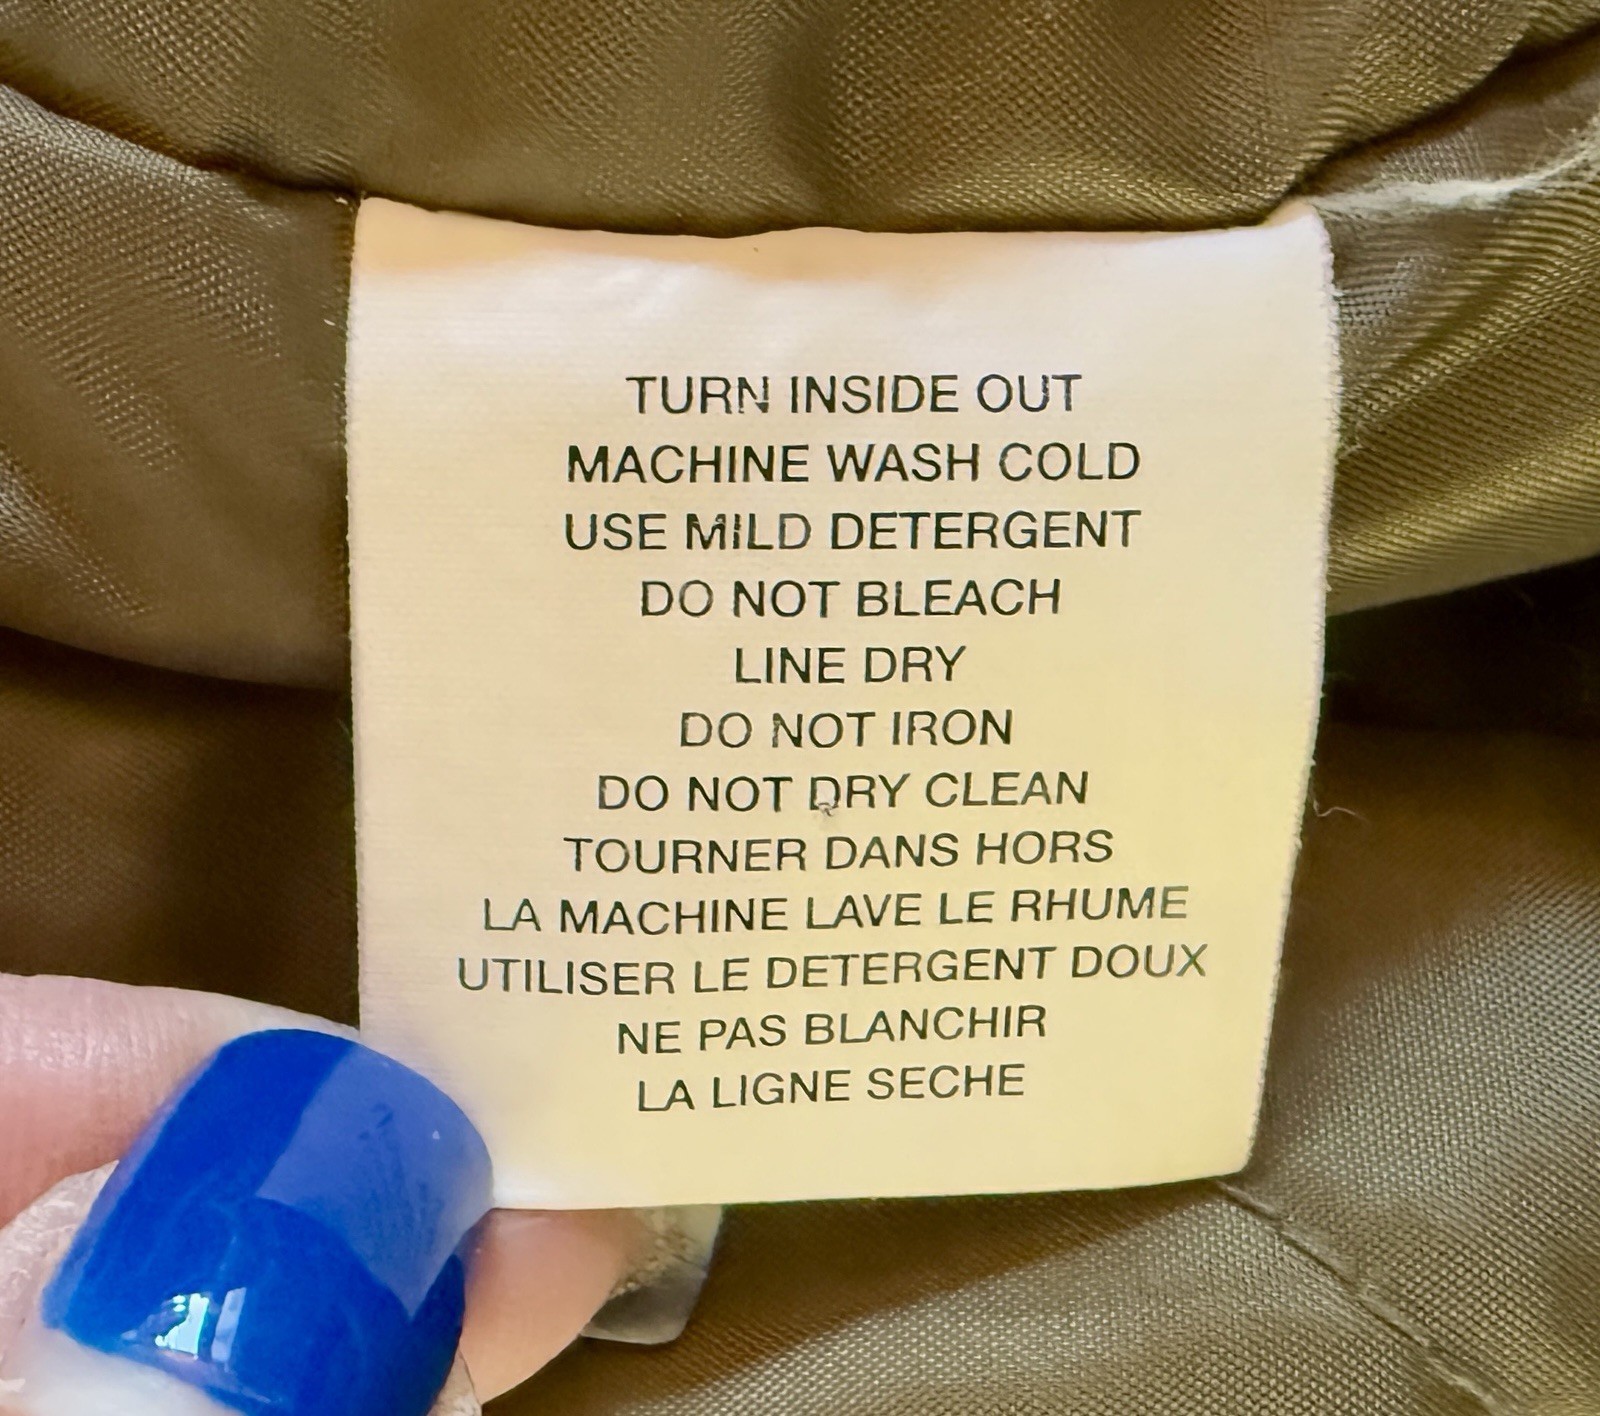 TURN INSIDE OUT
MACHINE WASH COLD
USE MILD DETERGENT
DO NOT BLEACH
LINE DRY
DO NOT IRON
DO NOT DRY CLEAN
TOURNER DANS HORS
LA MACHINE LAVE LE RHUME
UTILISER LE DETERGENT DOUX
NE PAS BLANCHIR
LA LIGNE SECHE